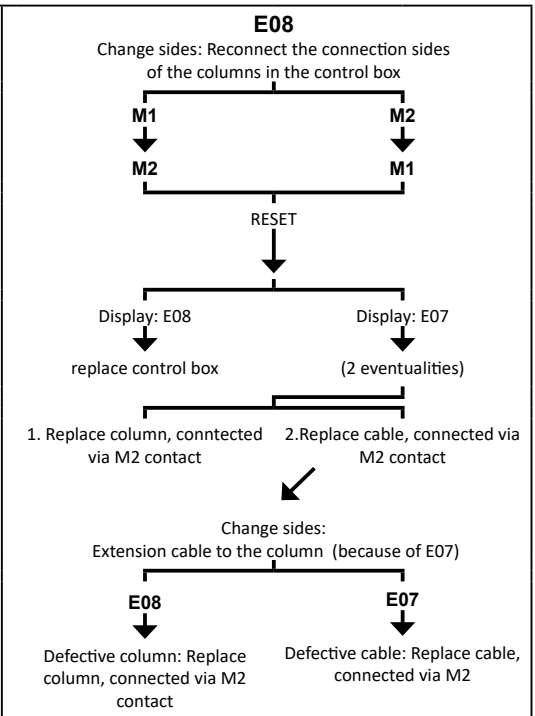 E08
Change sides: Reconnect the connection sides
of the columns in the control box
M1
M2
M2
M1
RESET
Display: E08
Display: E07
replace control box
(2 eventualities)
1. Replace column, conntected
via M2 contact
2.Replace cable, connected via
M2 contact
Change sides:
Extension cable to the column (because of E07)
E08
E07
Defective column: Replace
column, connected via M2
contact
Defective cable: Replace cable,
connected via M2